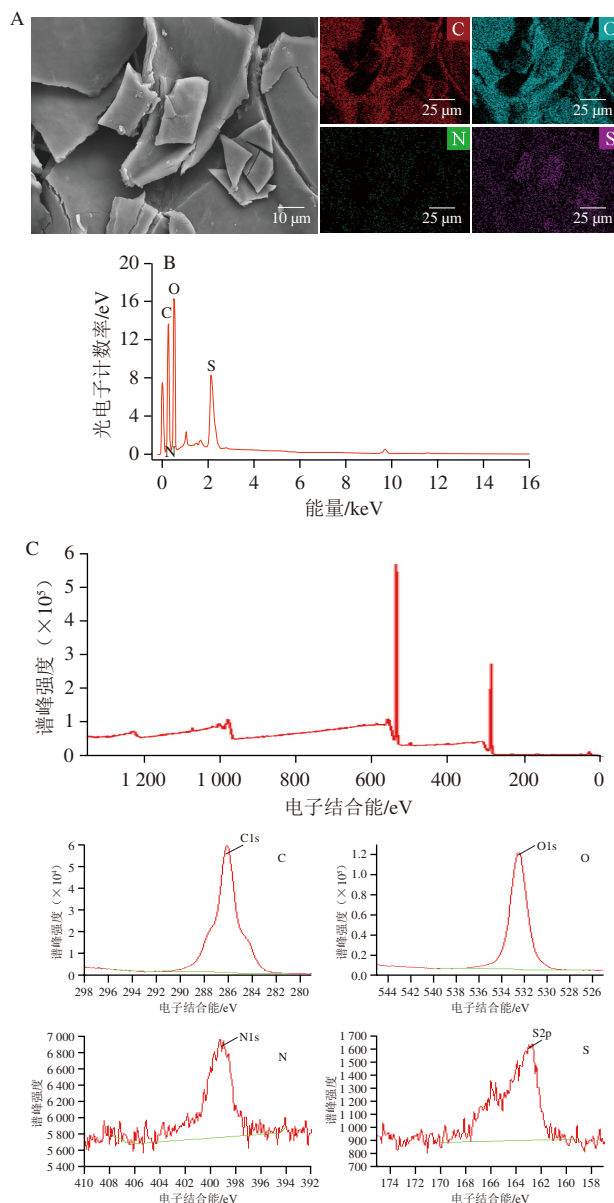 A
C
O
25 μm
25 μm
N
S
10 μm
25 μm
25 μm
B
20
16
12
8
4
0
O
C
S
N
光电子计数率/eV
0 2 4 6 8 10 12 14 16
能量/keV
C
6
5
4
3
2
1
0
谱峰强度（×10⁵）
1 200 1 000 800 600 400 200 0
电子结合能/eV
C1s
C
6
5
4
3
2
1
0
谱峰强度（×10⁴）
298 296 294 292 290 288 286 284 282 280
电子结合能/eV
O1s
O
1.2
1.0
0.8
0.6
0.4
0.2
0
谱峰强度（×10⁵）
544 542 540 538 536 534 532 530 528 526
电子结合能/eV
N1s
N
7 000
6 800
6 600
6 400
6 200
6 000
5 800
5 600
5 400
谱峰强度
410 408 406 404 402 400 398 396 394 392
电子结合能/eV
S2p
S
1 700
1 600
1 500
1 400
1 300
1 200
1 100
1 000
900
800
700
谱峰强度
174 172 170 168 166 164 162 160 158
电子结合能/eV